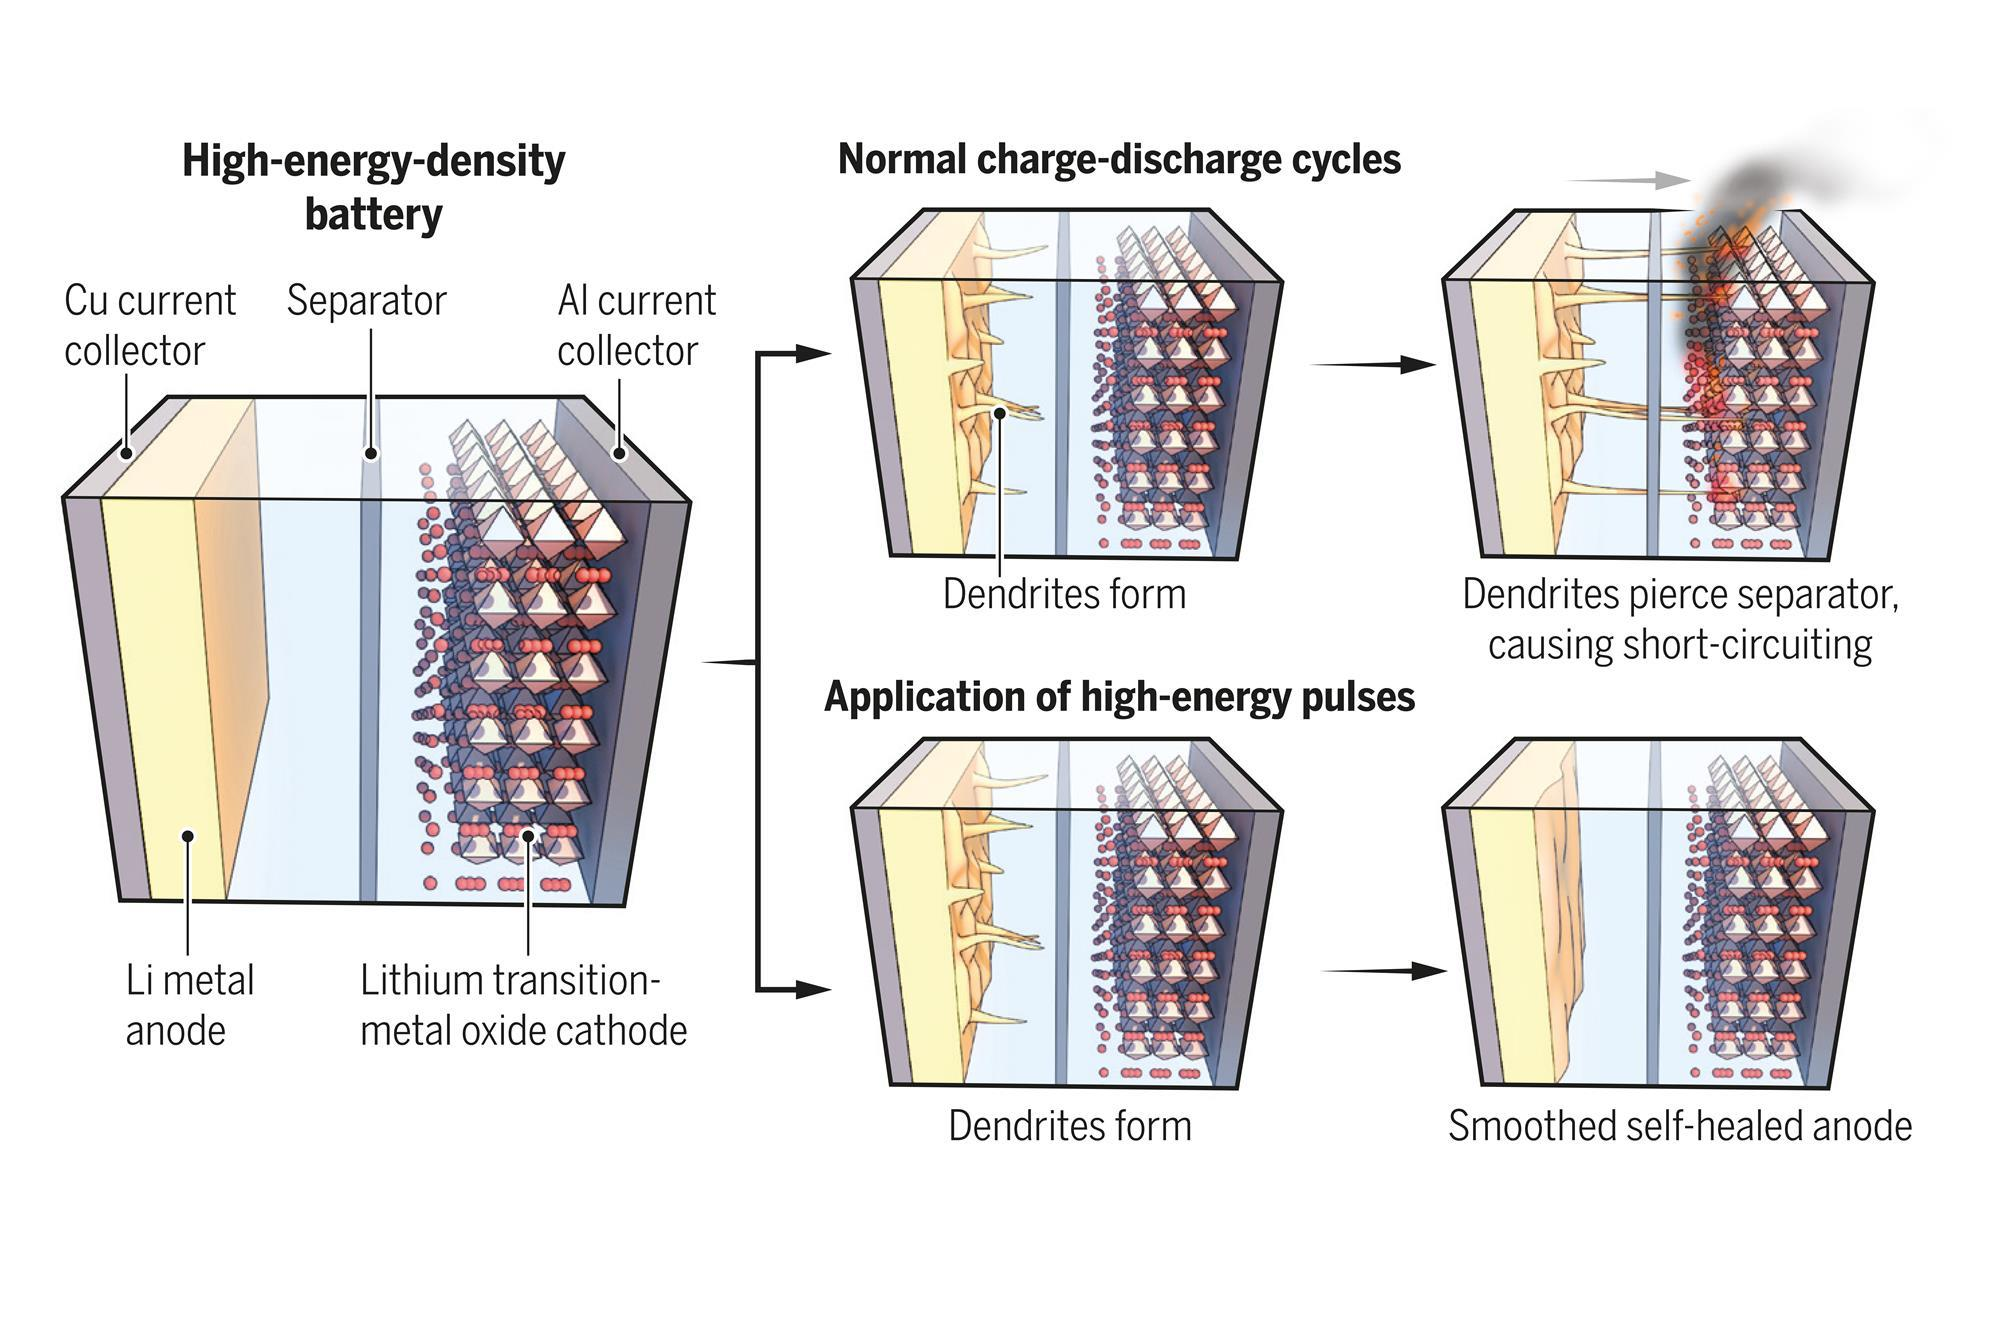 High-energy-density
battery
Cu current
collector
Separator
Al current
collector
Li metal
anode
Lithium transition-
metal oxide cathode
Normal charge-discharge cycles
Dendrites form
Dendrites pierce separator,
causing short-circuiting
Application of high-energy pulses
Dendrites form
Smoothed self-healed anode